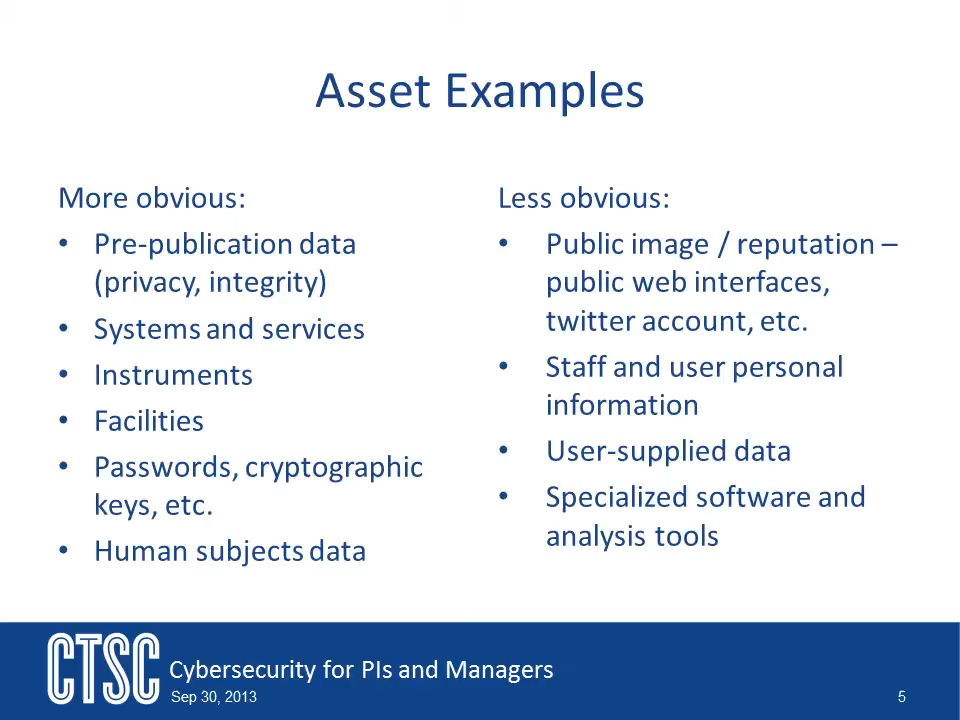 Asset Examples
More obvious:
• Pre-publication data
(privacy, integrity)
• Systems and services
• Instruments
• Facilities
• Passwords, cryptographic
keys, etc.
• Human subjects data
Less obvious:
• Public image / reputation –
public web interfaces,
twitter account, etc.
• Staff and user personal
information
• User-supplied data
• Specialized software and
analysis tools
CTSC
Cybersecurity for PIs and Managers
Sep 30, 2013
5